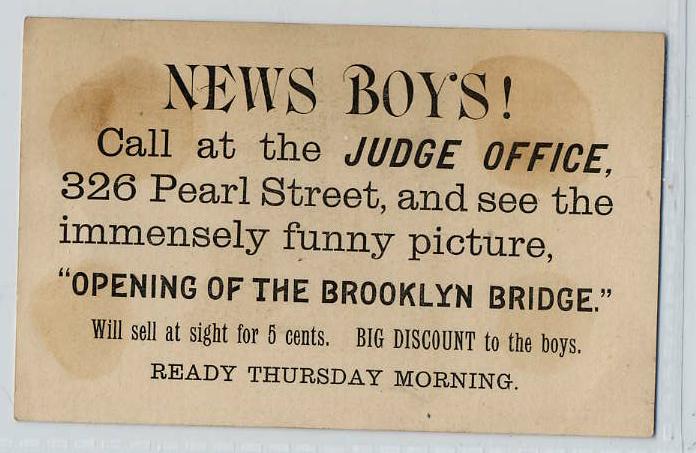 NEWS BOYS!
Call at the JUDGE OFFICE,
326 Pearl Street, and see the
immensely funny picture,
“OPENING OF THE BROOKLYN BRIDGE.”
Will sell at sight for 5 cents. BIG DISCOUNT to the boys.
READY THURSDAY MORNING.